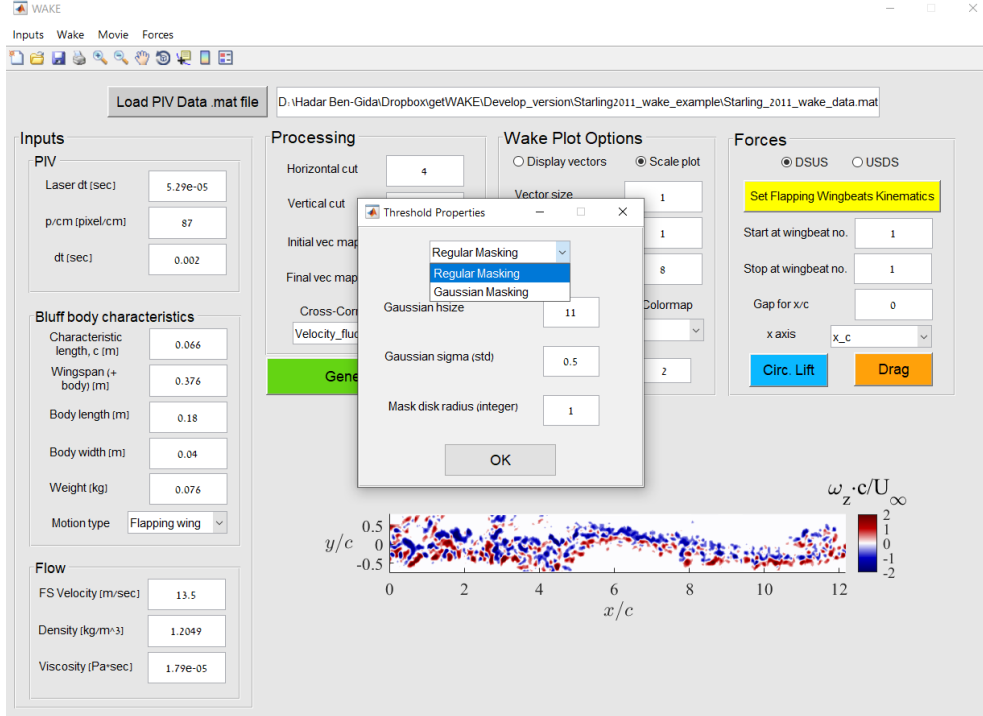 WAKE
Inputs Wake Movie Forces
Load PIV Data .mat file
D:\Hadar Ben-Gida\Dropbox\getWAKE\Develop_version\Starling2011_wake_example\Starling_2011_wake_data.mat
Inputs
PIV
Laser dt [sec] 5.29e-05
p/cm [pixel/cm] 87
dt [sec] 0.002
Bluff body characteristics
Characteristic
length, c [m] 0.066
Wingspan (+
body) [m] 0.376
Body length [m] 0.18
Body width [m] 0.04
Weight [kg] 0.076
Motion type Flapping wing
Flow
FS Velocity [m/sec] 13.5
Density [kg/m^3] 1.2049
Viscosity [Pa*sec] 1.79e-05
Processing
Horizontal cut 4
Vertical cut
Initial vec map
Final vec map
Cross-Corr
Velocity_fluc
Gene
Threshold Properties
Regular Masking
Regular Masking
Gaussian Masking
Gaussian hsize 11
Gaussian sigma (std) 0.5
Mask disk radius (integer) 1
OK
Wake Plot Options
Display vectors Scale plot
Vector size 1
1
8
Colormap
2
Forces
DSUS USDS
Set Flapping Wingbeats Kinematics
Start at wingbeat no. 1
Stop at wingbeat no. 1
Gap for x/c 0
x axis x_c
Circ. Lift Drag
ω_z·c/U_∞
2
1
0
-1
-2
y/c
0.5
0
-0.5
0 2 4 6 8 10 12
x/c